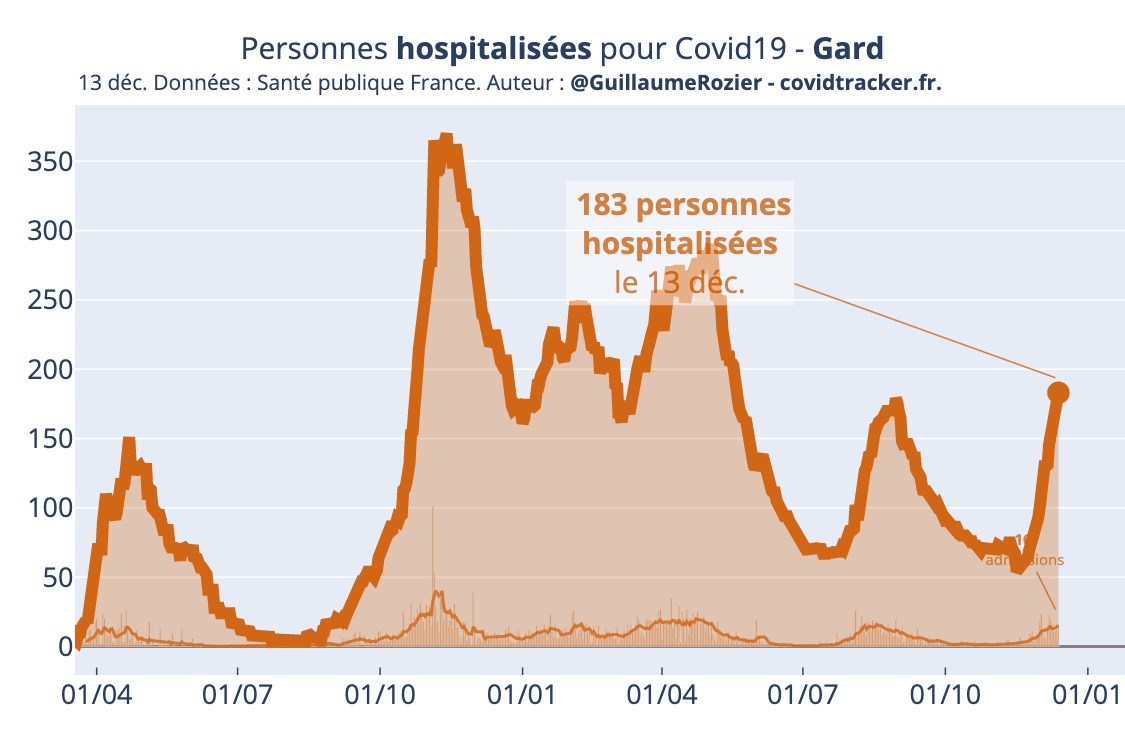 Personnes hospitalisées pour Covid19 - Gard
13 déc. Données : Santé publique France. Auteur : @GuillaumeRozier - covidtracker.fr.
350
300
250
200
150
100
50
0
183 personnes
hospitalisées
le 13 déc.
admissions
01/04
01/07
01/10
01/01
01/04
01/07
01/10
01/01